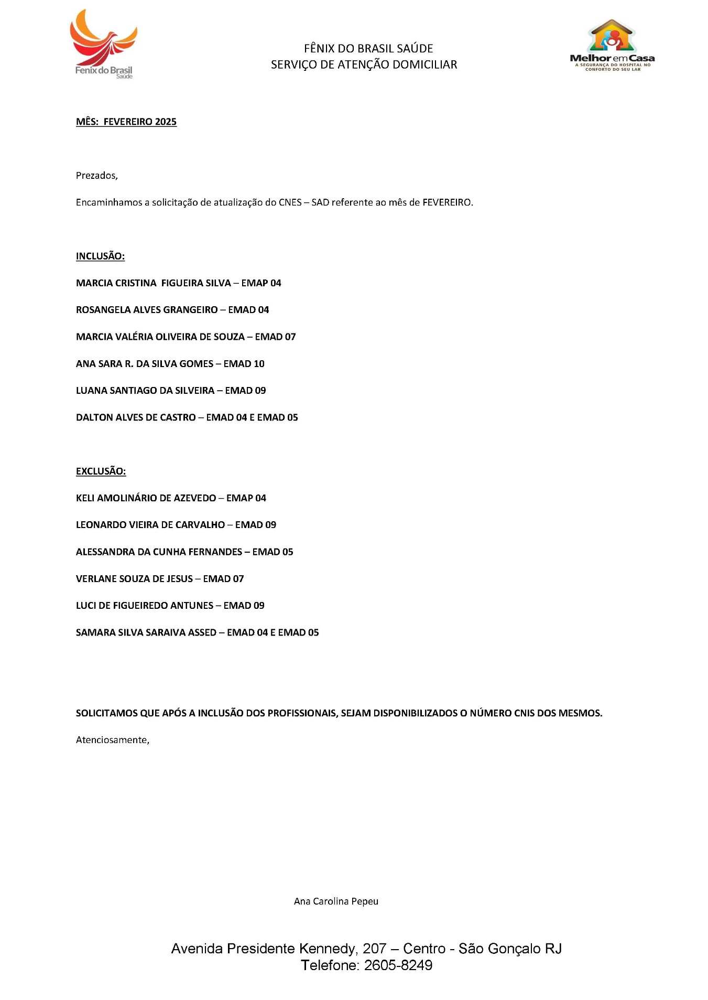 Fenix do Brasil
Saúde
FÊNIX DO BRASIL SAÚDE
SERVIÇO DE ATENÇÃO DOMICILIAR
Melhor em Casa
A SEGURANÇA DO HOSPITAL NO
CONFORTO DO SEU LAR
MÊS:  FEVEREIRO 2025
Prezados,
Encaminhamos a solicitação de atualização do CNES – SAD referente ao mês de FEVEREIRO.
INCLUSÃO:
MARCIA CRISTINA  FIGUEIRA SILVA – EMAP 04
ROSANGELA ALVES GRANGEIRO – EMAD 04
MARCIA VALÉRIA OLIVEIRA DE SOUZA – EMAD 07
ANA SARA R. DA SILVA GOMES – EMAD 10
LUANA SANTIAGO DA SILVEIRA – EMAD 09
DALTON ALVES DE CASTRO – EMAD 04 E EMAD 05
EXCLUSÃO:
KELI AMOLINÁRIO DE AZEVEDO – EMAP 04
LEONARDO VIEIRA DE CARVALHO – EMAD 09
ALESSANDRA DA CUNHA FERNANDES – EMAD 05
VERLANE SOUZA DE JESUS – EMAD 07
LUCI DE FIGUEIREDO ANTUNES – EMAD 09
SAMARA SILVA SARAIVA ASSED – EMAD 04 E EMAD 05
SOLICITAMOS QUE APÓS A INCLUSÃO DOS PROFISSIONAIS, SEJAM DISPONIBILIZADOS O NÚMERO CNIS DOS MESMOS.
Atenciosamente,
Ana Carolina Pepeu
Avenida Presidente Kennedy, 207 – Centro - São Gonçalo RJ
Telefone: 2605-8249